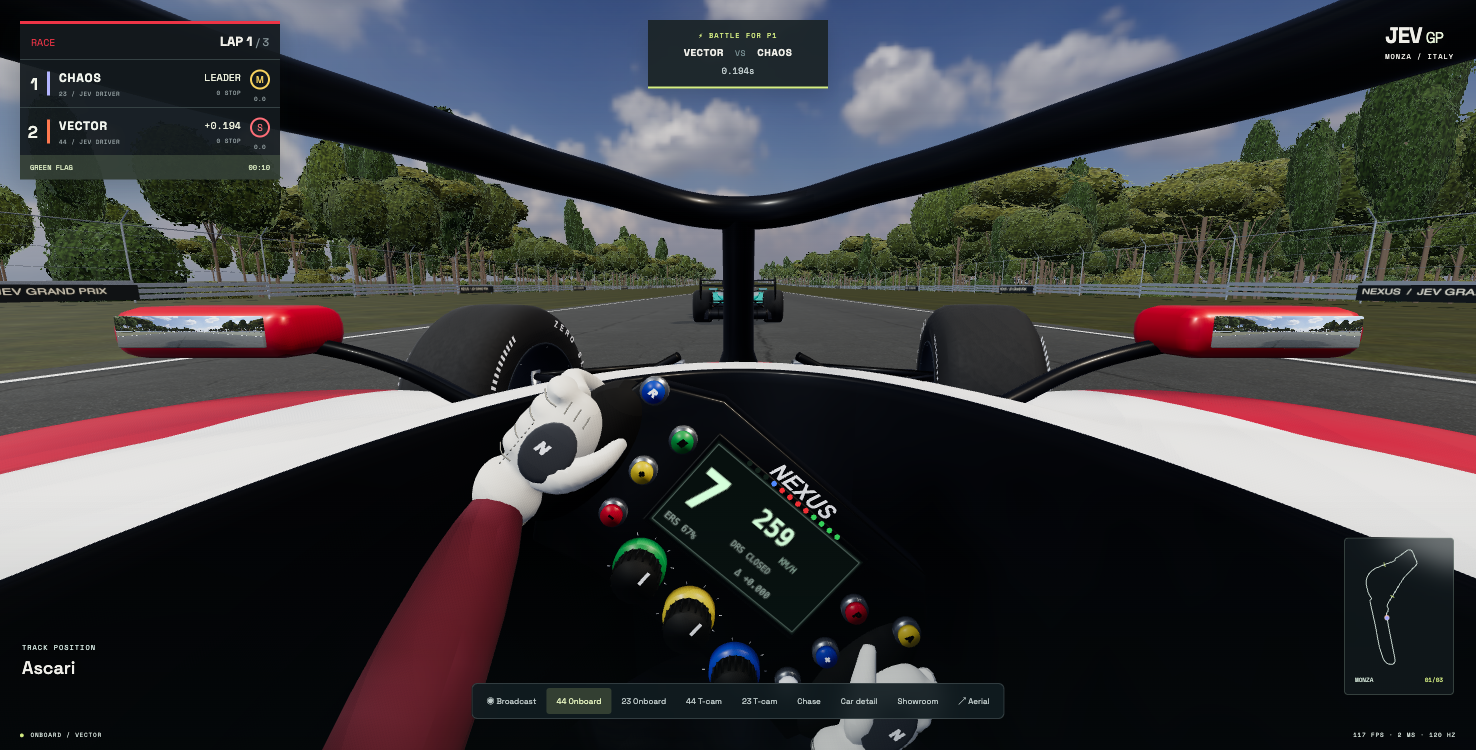 RACE
LAP 1 / 3
1 CHAOS LEADER M
23 / JEV DRIVER 0 STOP 0.0
2 VECTOR +0.194 S
44 / JEV DRIVER 0 STOP 0.0
GREEN FLAG 00:10
⚡ BATTLE FOR P1
VECTOR VS CHAOS
0.194s
JEV GP
MONZA / ITALY
JEV GRAND PRIX
NEXUS / JEV GRA
ZERO
R
N
NEXUS
7
259
KM/H
ERS 67%
DRS CLOSED
Δ +0.000
N
TRACK POSITION
Ascari
MONZA 01/03
Broadcast 44 Onboard 23 Onboard 44 T-cam 23 T-cam Chase Car detail Showroom Aerial
ONBOARD / VECTOR
117 FPS · 2 MS · 120 HZ